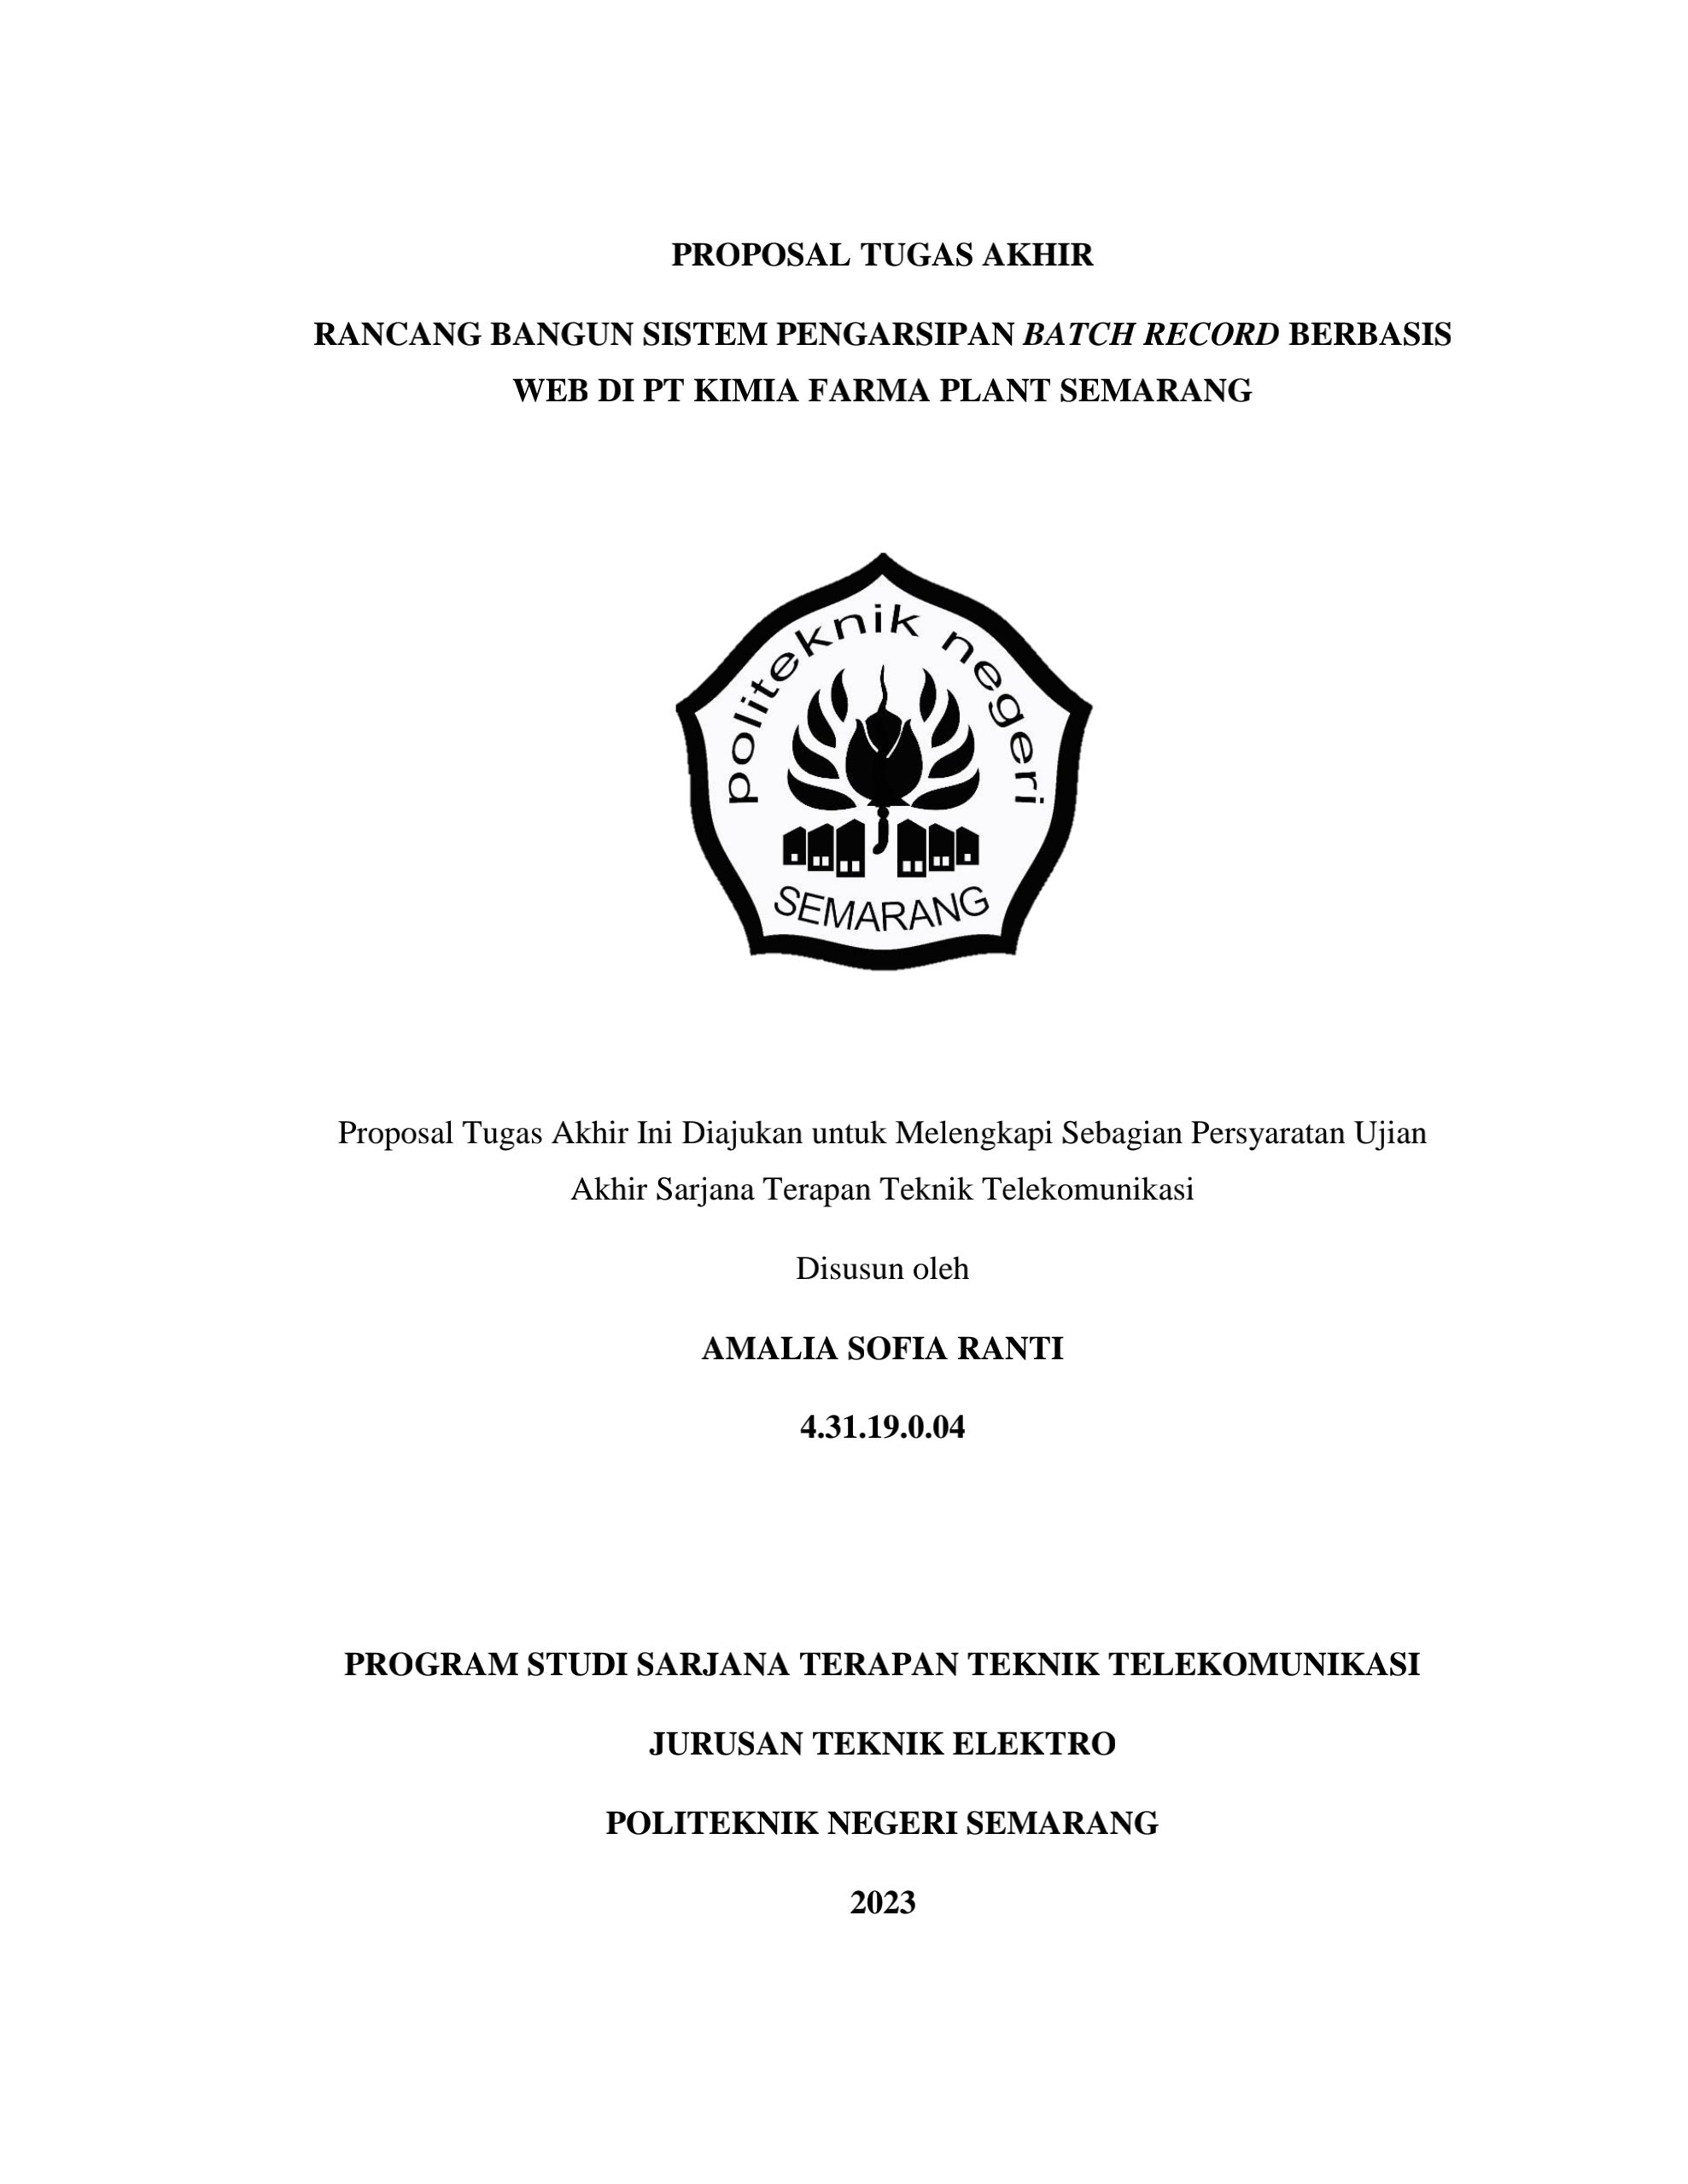 PROPOSAL TUGAS AKHIR
RANCANG BANGUN SISTEM PENGARSIPAN BATCH RECORD BERBASIS
WEB DI PT KIMIA FARMA PLANT SEMARANG
politeknik negeri
SEMARANG
Proposal Tugas Akhir Ini Diajukan untuk Melengkapi Sebagian Persyaratan Ujian
Akhir Sarjana Terapan Teknik Telekomunikasi
Disusun oleh
AMALIA SOFIA RANTI
4.31.19.0.04
PROGRAM STUDI SARJANA TERAPAN TEKNIK TELEKOMUNIKASI
JURUSAN TEKNIK ELEKTRO
POLITEKNIK NEGERI SEMARANG
2023